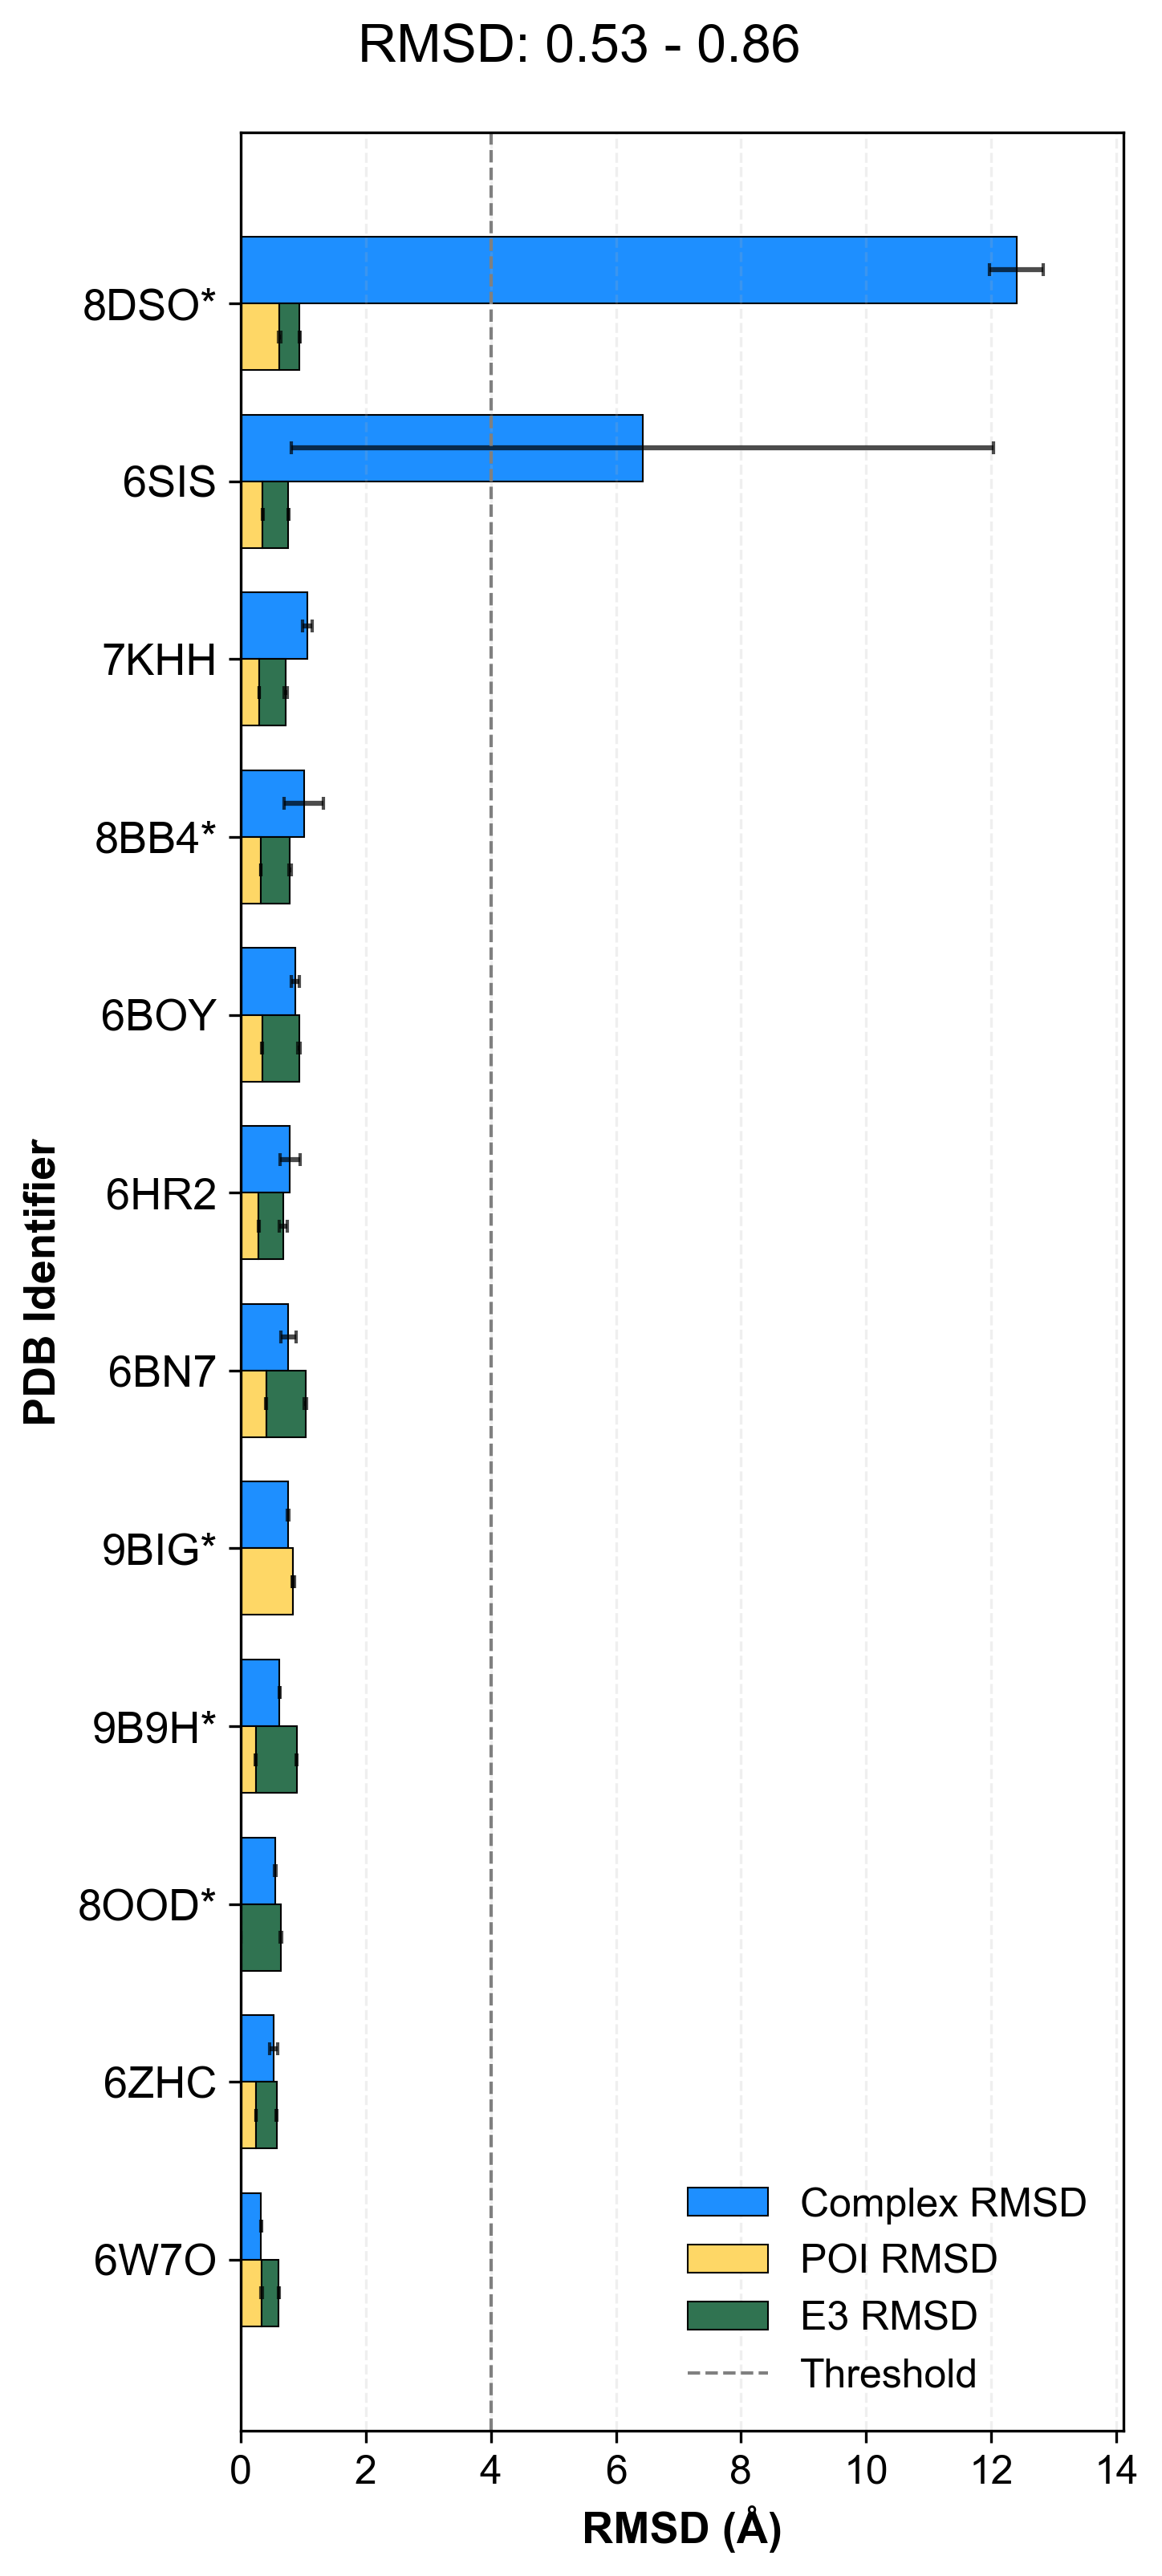 RMSD: 0.53 - 0.86
8DSO*
6SIS
7KHH
8BB4*
6BOY
6HR2
6BN7
9BIG*
9B9H*
8OOD*
6ZHC
6W7O
PDB Identifier
Complex RMSD
POI RMSD
E3 RMSD
Threshold
0 2 4 6 8 10 12 14
RMSD (Å)